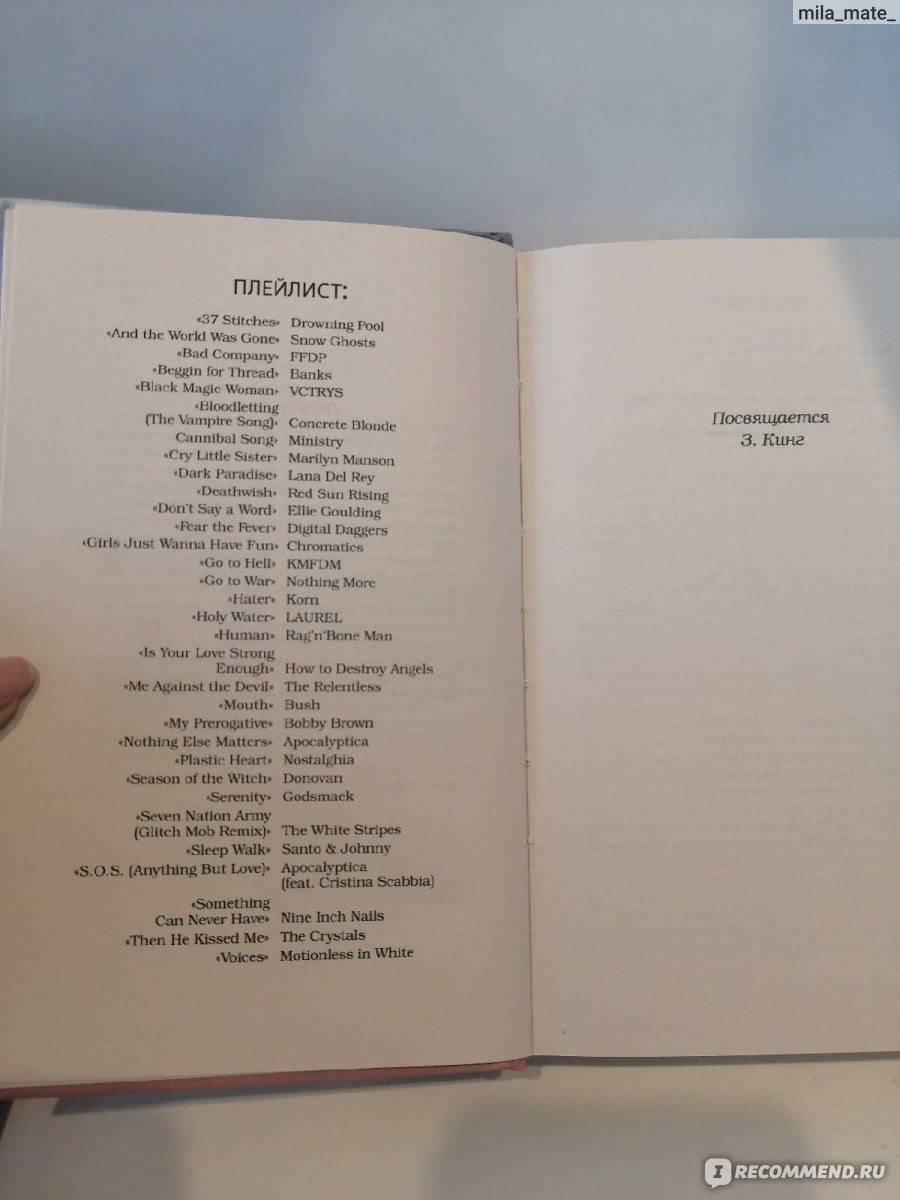 mila_mate_
ПЛЕЙЛИСТ:
«37 Stitches» Drowning Pool
«And the World Was Gone» Snow Ghosts
«Bad Company» FFDP
«Beggin for Thread» Banks
«Black Magic Woman» VCTRYS
«Bloodletting
(The Vampire Song)» Concrete Blonde
Cannibal Song» Ministry
«Cry Little Sister» Marilyn Manson
«Dark Paradise» Lana Del Rey
«Deathwish» Red Sun Rising
«Don't Say a Word» Ellie Goulding
«Fear the Fever» Digital Daggers
«Girls Just Wanna Have Fun» Chromatics
«Go to Hell» KMFDM
«Go to War» Nothing More
«Hater» Korn
«Holy Water» LAUREL
«Human» Rag'n'Bone Man
«Is Your Love Strong
Enough» How to Destroy Angels
«Me Against the Devil» The Relentless
«Mouth» Bush
«My Prerogative» Bobby Brown
«Nothing Else Matters» Apocalyptica
«Plastic Heart» Nostalghia
«Season of the Witch» Donovan
«Serenity» Godsmack
«Seven Nation Army
(Glitch Mob Remix)» The White Stripes
«Sleep Walk» Santo & Johnny
«S.O.S. (Anything But Love)» Apocalyptica
(feat. Cristina Scabbia)
«Something
Can Never Have» Nine Inch Nails
«Then He Kissed Me» The Crystals
«Voices» Motionless in White
Посвящается
З. Кинг
IRECOMMEND.RU